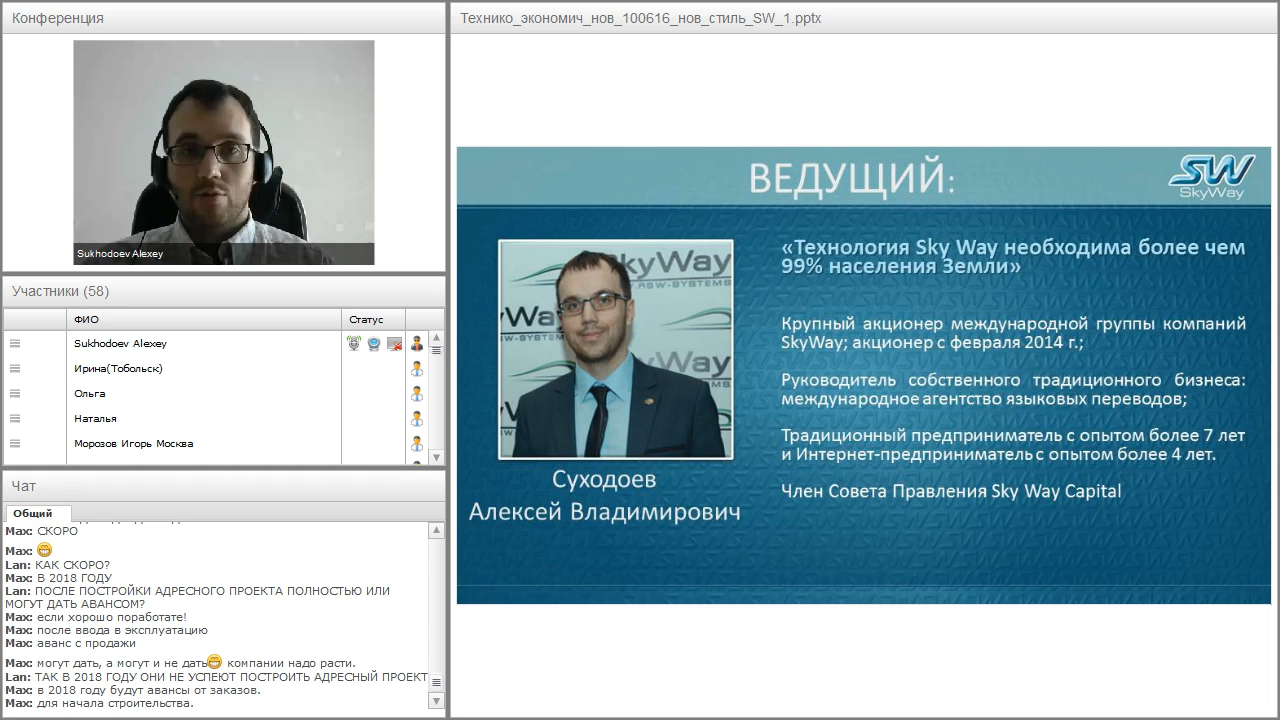 Конференция
Sukhodoev Alexey
Участники (58)
ФИО
Статус
Sukhodoev Alexey
Ирина(Тобольск)
Ольга
Наталья
Морозов Игорь Москва
Чат
Общий
Max: СКОРО
Max:
Lan: КАК СКОРО?
Max: В 2018 ГОДУ
Lan: ПОСЛЕ ПОСТРОЙКИ АДРЕСНОГО ПРОЕКТА ПОЛНОСТЬЮ ИЛИ
МОГУТ ДАТЬ АВАНСОМ?
Max: если хорошо поработате!
Max: после ввода в эксплуатацию
Max: аванс с продажи
Max: могут дать, а могут и не дать компании надо расти.
Lan: ТАК В 2018 ГОДУ ОНИ НЕ УСПЕЮТ ПОСТРОИТЬ АДРЕСНЫЙ ПРОЕКТ
Max: в 2018 году будут авансы от заказов.
Max: для начала строительства.
Технико_экономич_нов_100616_нов_стиль_SW_1.pptx
ВЕДУЩИЙ:
SW
SkyWay
SkyWay
RSW-SYSTEMS
Суходоев
Алексей Владимирович
«Технология Sky Way необходима более чем
99% населения Земли»
Крупный акционер международной группы компаний
SkyWay; акционер с февраля 2014 г.;
Руководитель собственного традиционного бизнеса:
международное агентство языковых переводов;
Традиционный предприниматель с опытом более 7 лет
и Интернет-предприниматель с опытом более 4 лет.
Член Совета Правления Sky Way Capital